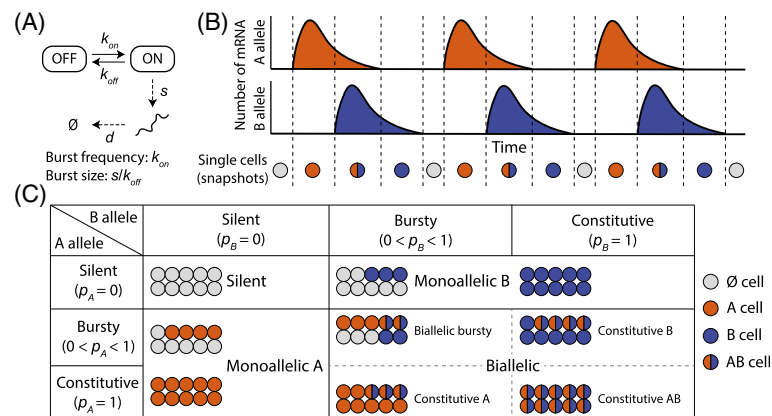 (A)
k_on
OFF
ON
k_off
s
Ø
d
Burst frequency: k_on
Burst size: s/k_off
(B)
Number of mRNA
A allele
B allele
Time
Single cells
(snapshots)
(C)
B allele
A allele
Silent
(p_B = 0)
Bursty
(0 < p_B < 1)
Constitutive
(p_B = 1)
Silent
(p_A = 0)
Silent
Monoallelic B
Bursty
(0 < p_A < 1)
Monoallelic A
Biallelic bursty
Constitutive B
Biallelic
Constitutive
(p_A = 1)
Constitutive A
Constitutive AB
Ø cell
A cell
B cell
AB cell